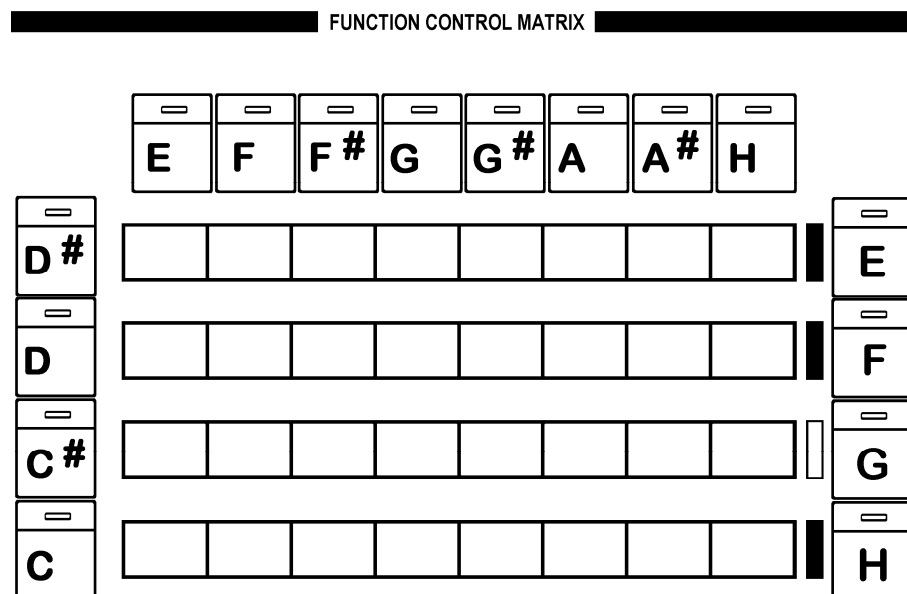 FUNCTION CONTROL MATRIX
E F F# G G# A A# H
D# E
D F
C# G
C H